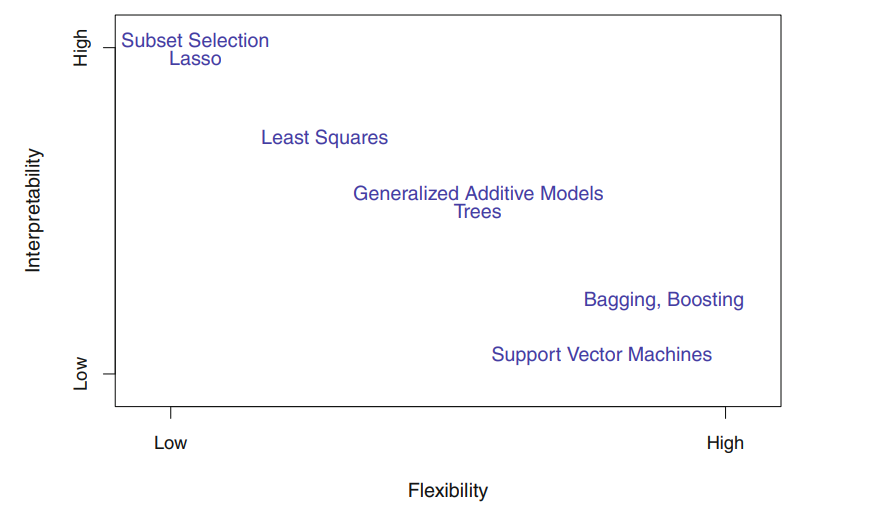 High
Subset Selection
Lasso
Least Squares
Interpretability
Generalized Additive Models
Trees
Bagging, Boosting
Support Vector Machines
Low
Low
High
Flexibility